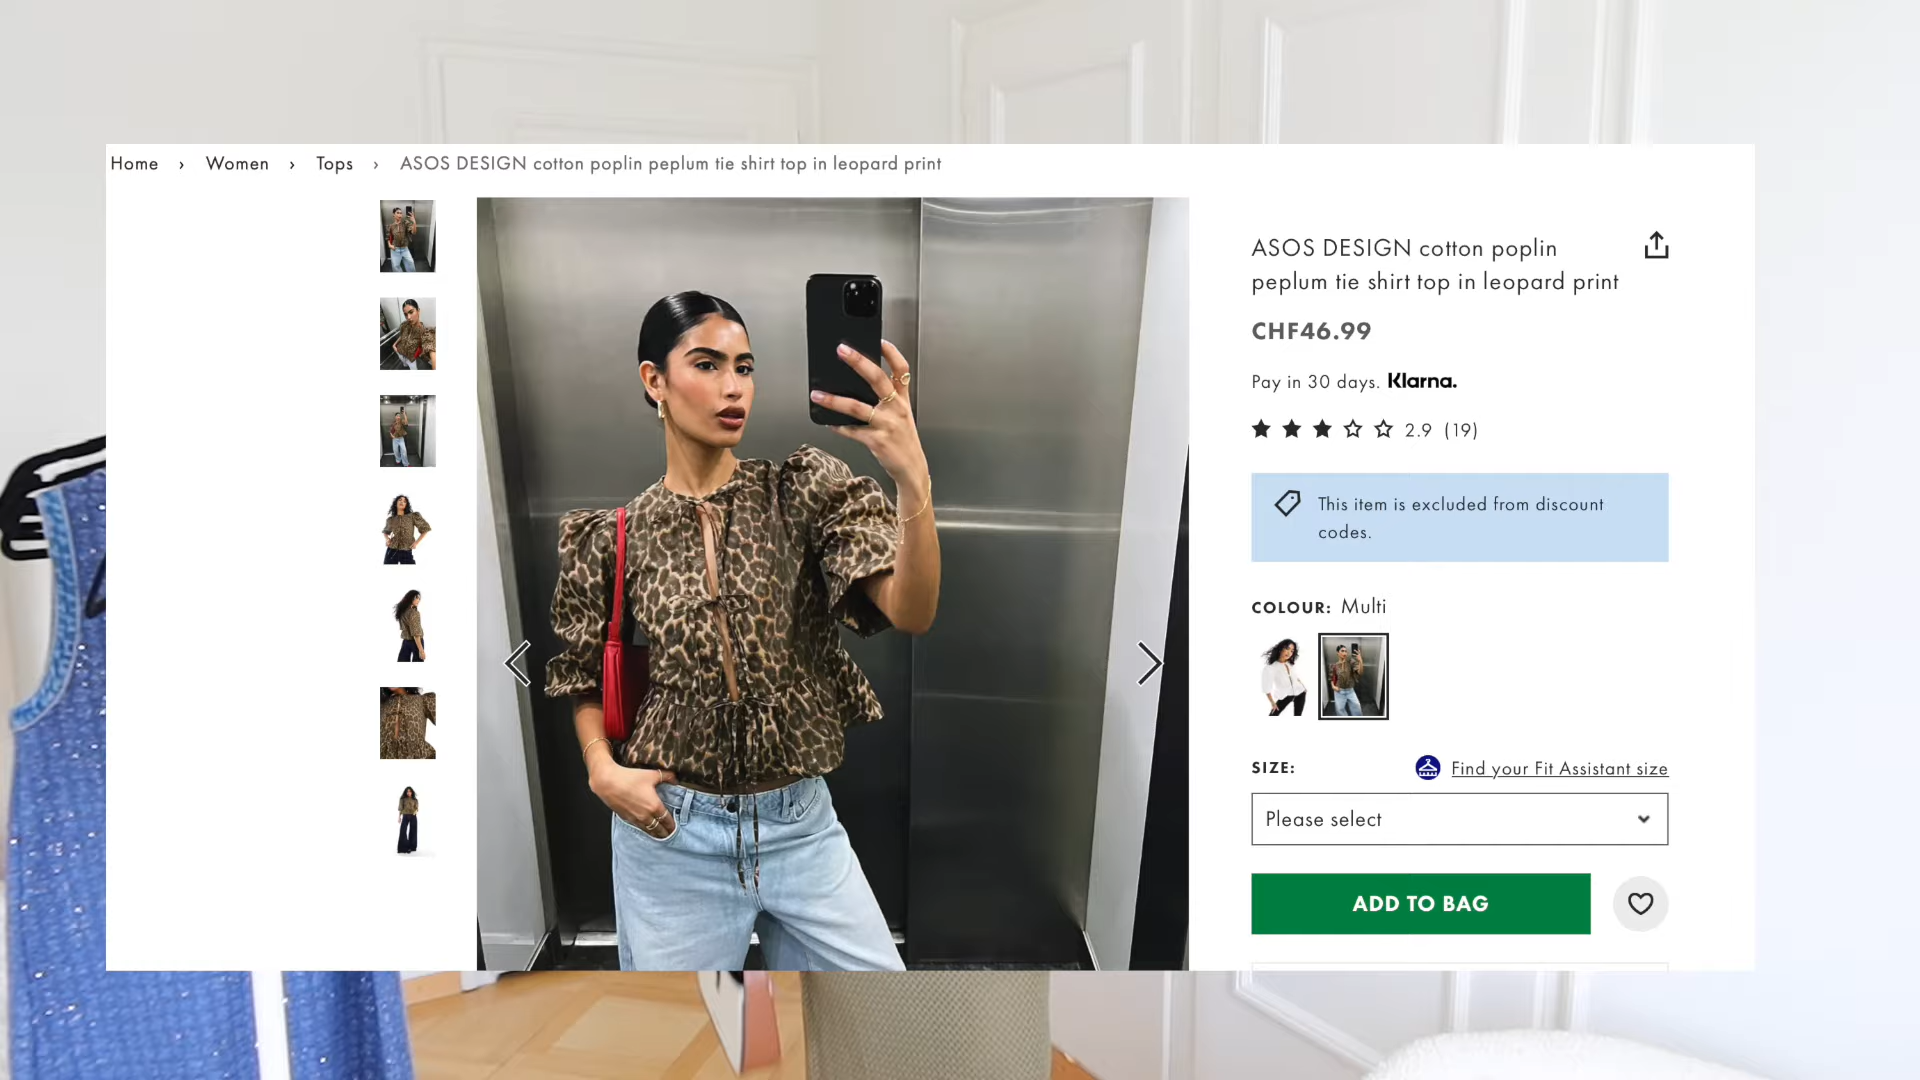 Home › Women › Tops › ASOS DESIGN cotton poplin peplum tie shirt top in leopard print
ASOS DESIGN cotton poplin
peplum tie shirt top in leopard print
CHF46.99
Pay in 30 days. Klarna.
2.9 (19)
This item is excluded from discount
codes.
COLOUR: Multi
SIZE: Find your Fit Assistant size
Please select
ADD TO BAG